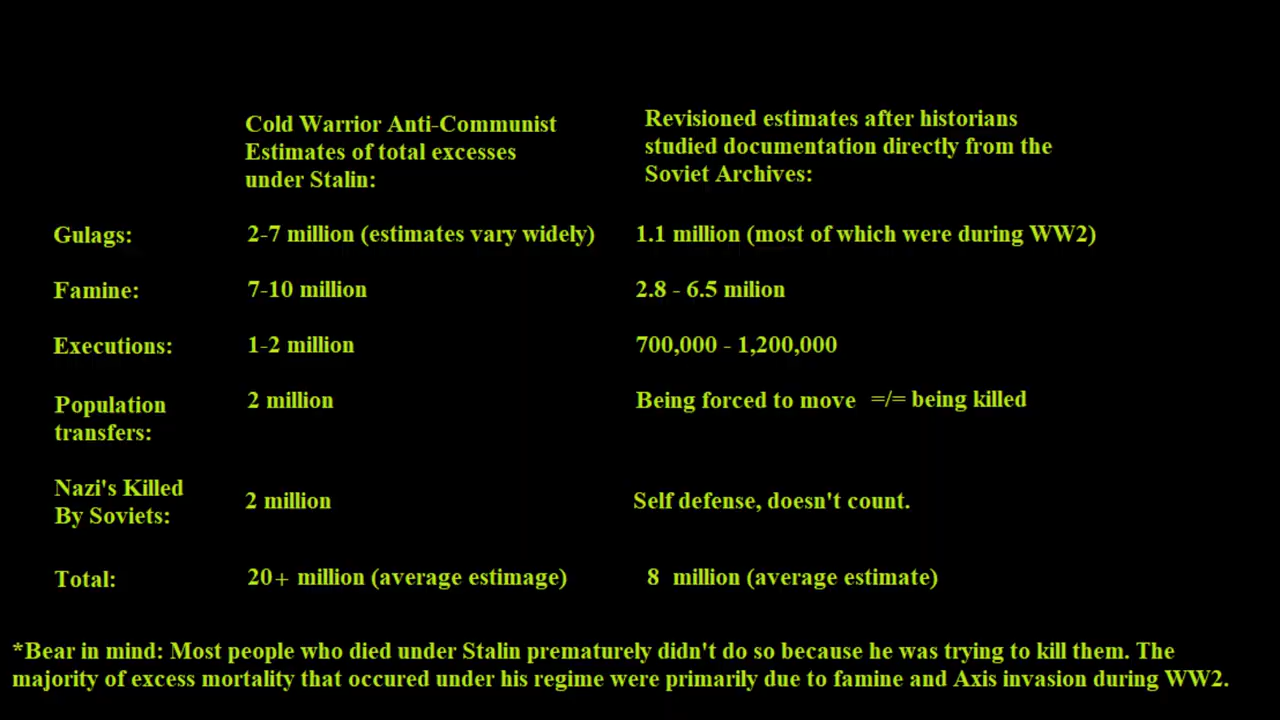 Cold Warrior Anti-Communist
Estimates of total excesses
under Stalin:
Revisioned estimates after historians
studied documentation directly from the
Soviet Archives:
Gulags: 2-7 million (estimates vary widely) 1.1 million (most of which were during WW2)
Famine: 7-10 million 2.8 - 6.5 milion
Executions: 1-2 million 700,000 - 1,200,000
Population
transfers:
2 million Being forced to move =/= being killed
Nazi's Killed
By Soviets:
2 million Self defense, doesn't count.
Total: 20+ million (average estimage) 8 million (average estimate)
*Bear in mind: Most people who died under Stalin prematurely didn't do so because he was trying to kill them. The
majority of excess mortality that occured under his regime were primarily due to famine and Axis invasion during WW2.